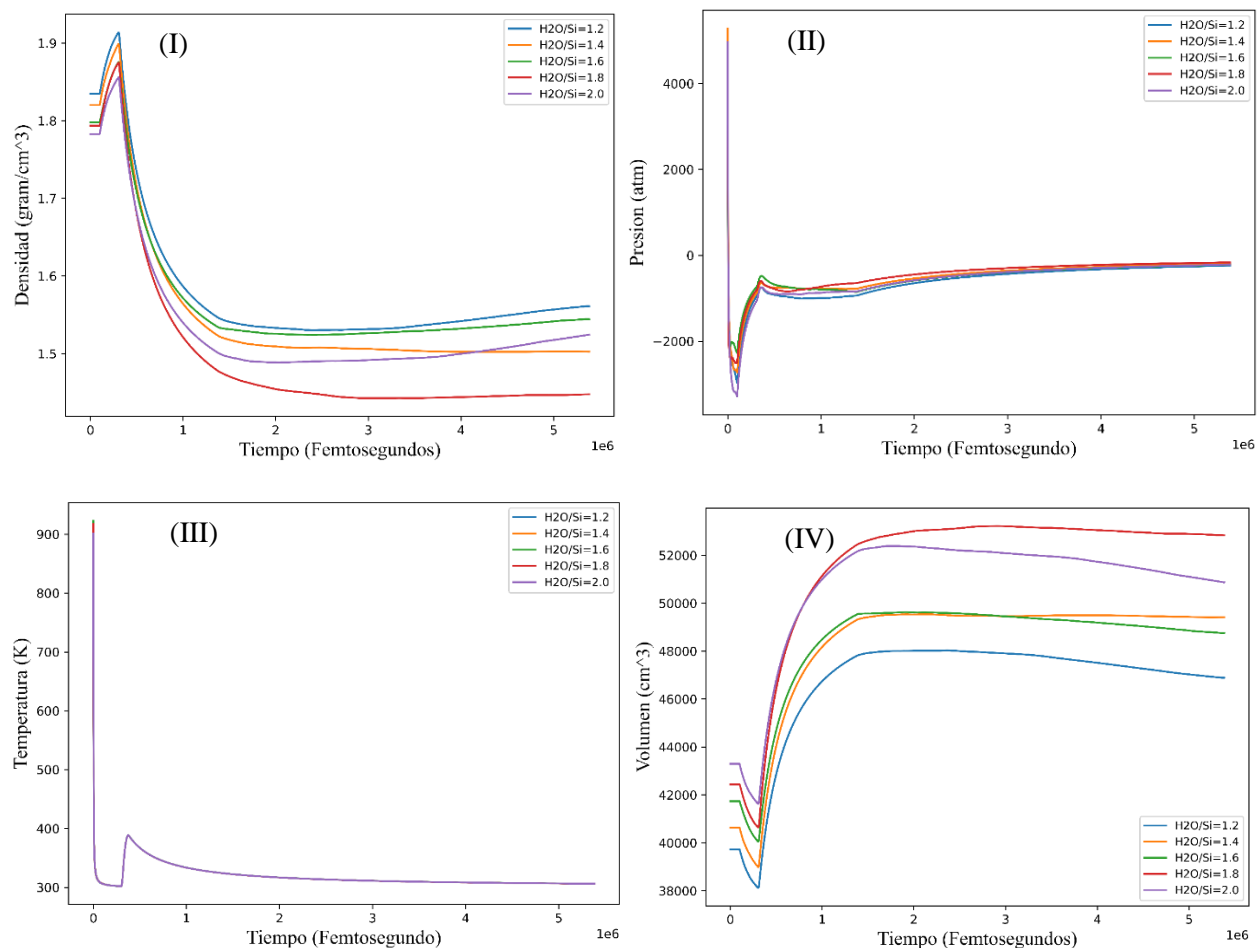 (I)
H2O/Si=1.2
H2O/Si=1.4
H2O/Si=1.6
H2O/Si=1.8
H2O/Si=2.0
Densidad (gram/cm^3)
1.9
1.8
1.7
1.6
1.5
0 1 2 3 4 5
1e6
Tiempo (Femtosegundos)
(II)
H2O/Si=1.2
H2O/Si=1.4
H2O/Si=1.6
H2O/Si=1.8
H2O/Si=2.0
Presion (atm)
4000
2000
0
−2000
0 1 2 3 4 5
1e6
Tiempo (Femtosegundo)
(III)
H2O/Si=1.2
H2O/Si=1.4
H2O/Si=1.6
H2O/Si=1.8
H2O/Si=2.0
Temperatura (K)
900
800
700
600
500
400
300
0 1 2 3 4 5
1e6
Tiempo (Femtosegundo)
(IV)
Volumen (cm^3)
52000
50000
48000
46000
44000
42000
40000
38000
H2O/Si=1.2
H2O/Si=1.4
H2O/Si=1.6
H2O/Si=1.8
H2O/Si=2.0
0 1 2 3 4 5
1e6
Tiempo (Femtosegundos)